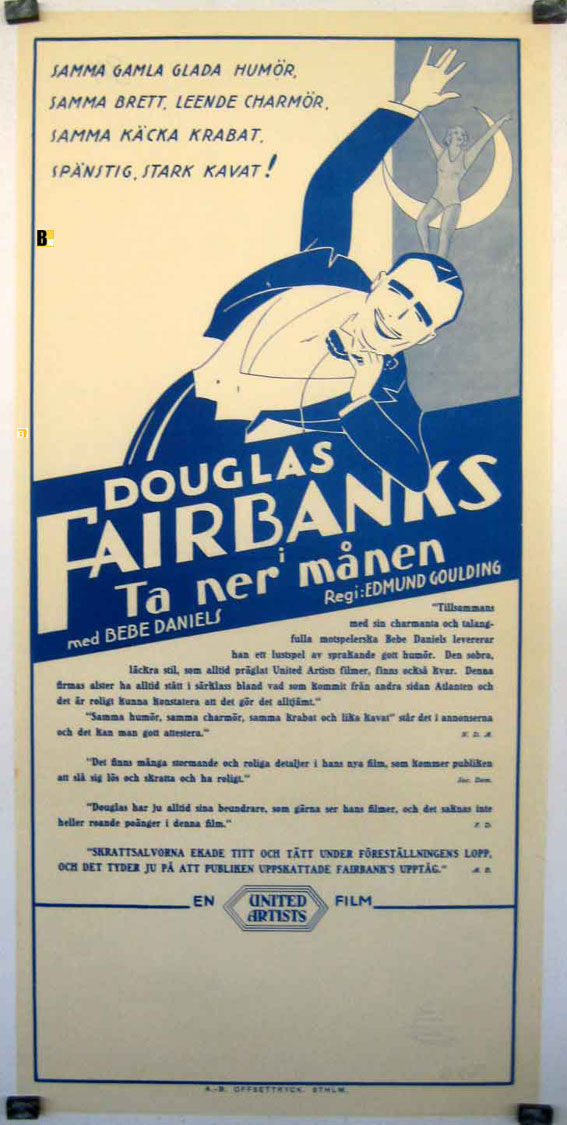 SAMMA GAMLA GLADA HUMÖR,
SAMMA BRETT, LEENDE CHARMÖR,
SAMMA KÄCKA KRABAT,
SPÄNSTIG, STARK KAVAT!
B
DOUGLAS
FAIRBANKS
i
Ta ner månen
med BEBE DANIELS
Regi: EDMUND GOULDING
"Tillsammans
med sin charmanta och talang-
fulla motspelerska Bebe Daniels levererar
han ett lustspel av sprakande gott humör. Den sobra,
läckra stil, som alltid präglat United Artists filmer, finns också kvar. Denna
firmas alster ha alltid stått i särklass bland vad som kommit från andra sidan Atlanten och
det är roligt kunna konstatera att det gör det alltjämt."
"Samma humör, samma charmör, samma krabat och lika kavat" står det i annonserna
och det kan man gott attestera."
N. D. A.
"Det finns många stormande och roliga detaljer i hans nya film, som kommer publiken
att slå sig lös och skratta och ha roligt."
Soc. Dem.
"Douglas har ju alltid sina beundrare, som gärna ser hans filmer, och det saknas inte
heller roande poänger i denna film."
F. D.
"SKRATTSALVORNA EKADE TITT OCH TÄTT UNDER FÖRESTÄLLNINGENS LOPP,
OCH DET TYDER JU PÅ ATT PUBLIKEN UPPSKATTADE FAIRBANK'S UPPTÅG."
EN UNITED ARTISTS FILM
A.-B. OFFSETTRYCK, STHLM.